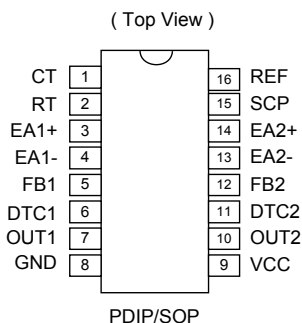 ( Top View )
CT 1 16 REF
RT 2 15 SCP
EA1+ 3 14 EA2+
EA1- 4 13 EA2-
FB1 5 12 FB2
DTC1 6 11 DTC2
OUT1 7 10 OUT2
GND 8 9 VCC
PDIP/SOP